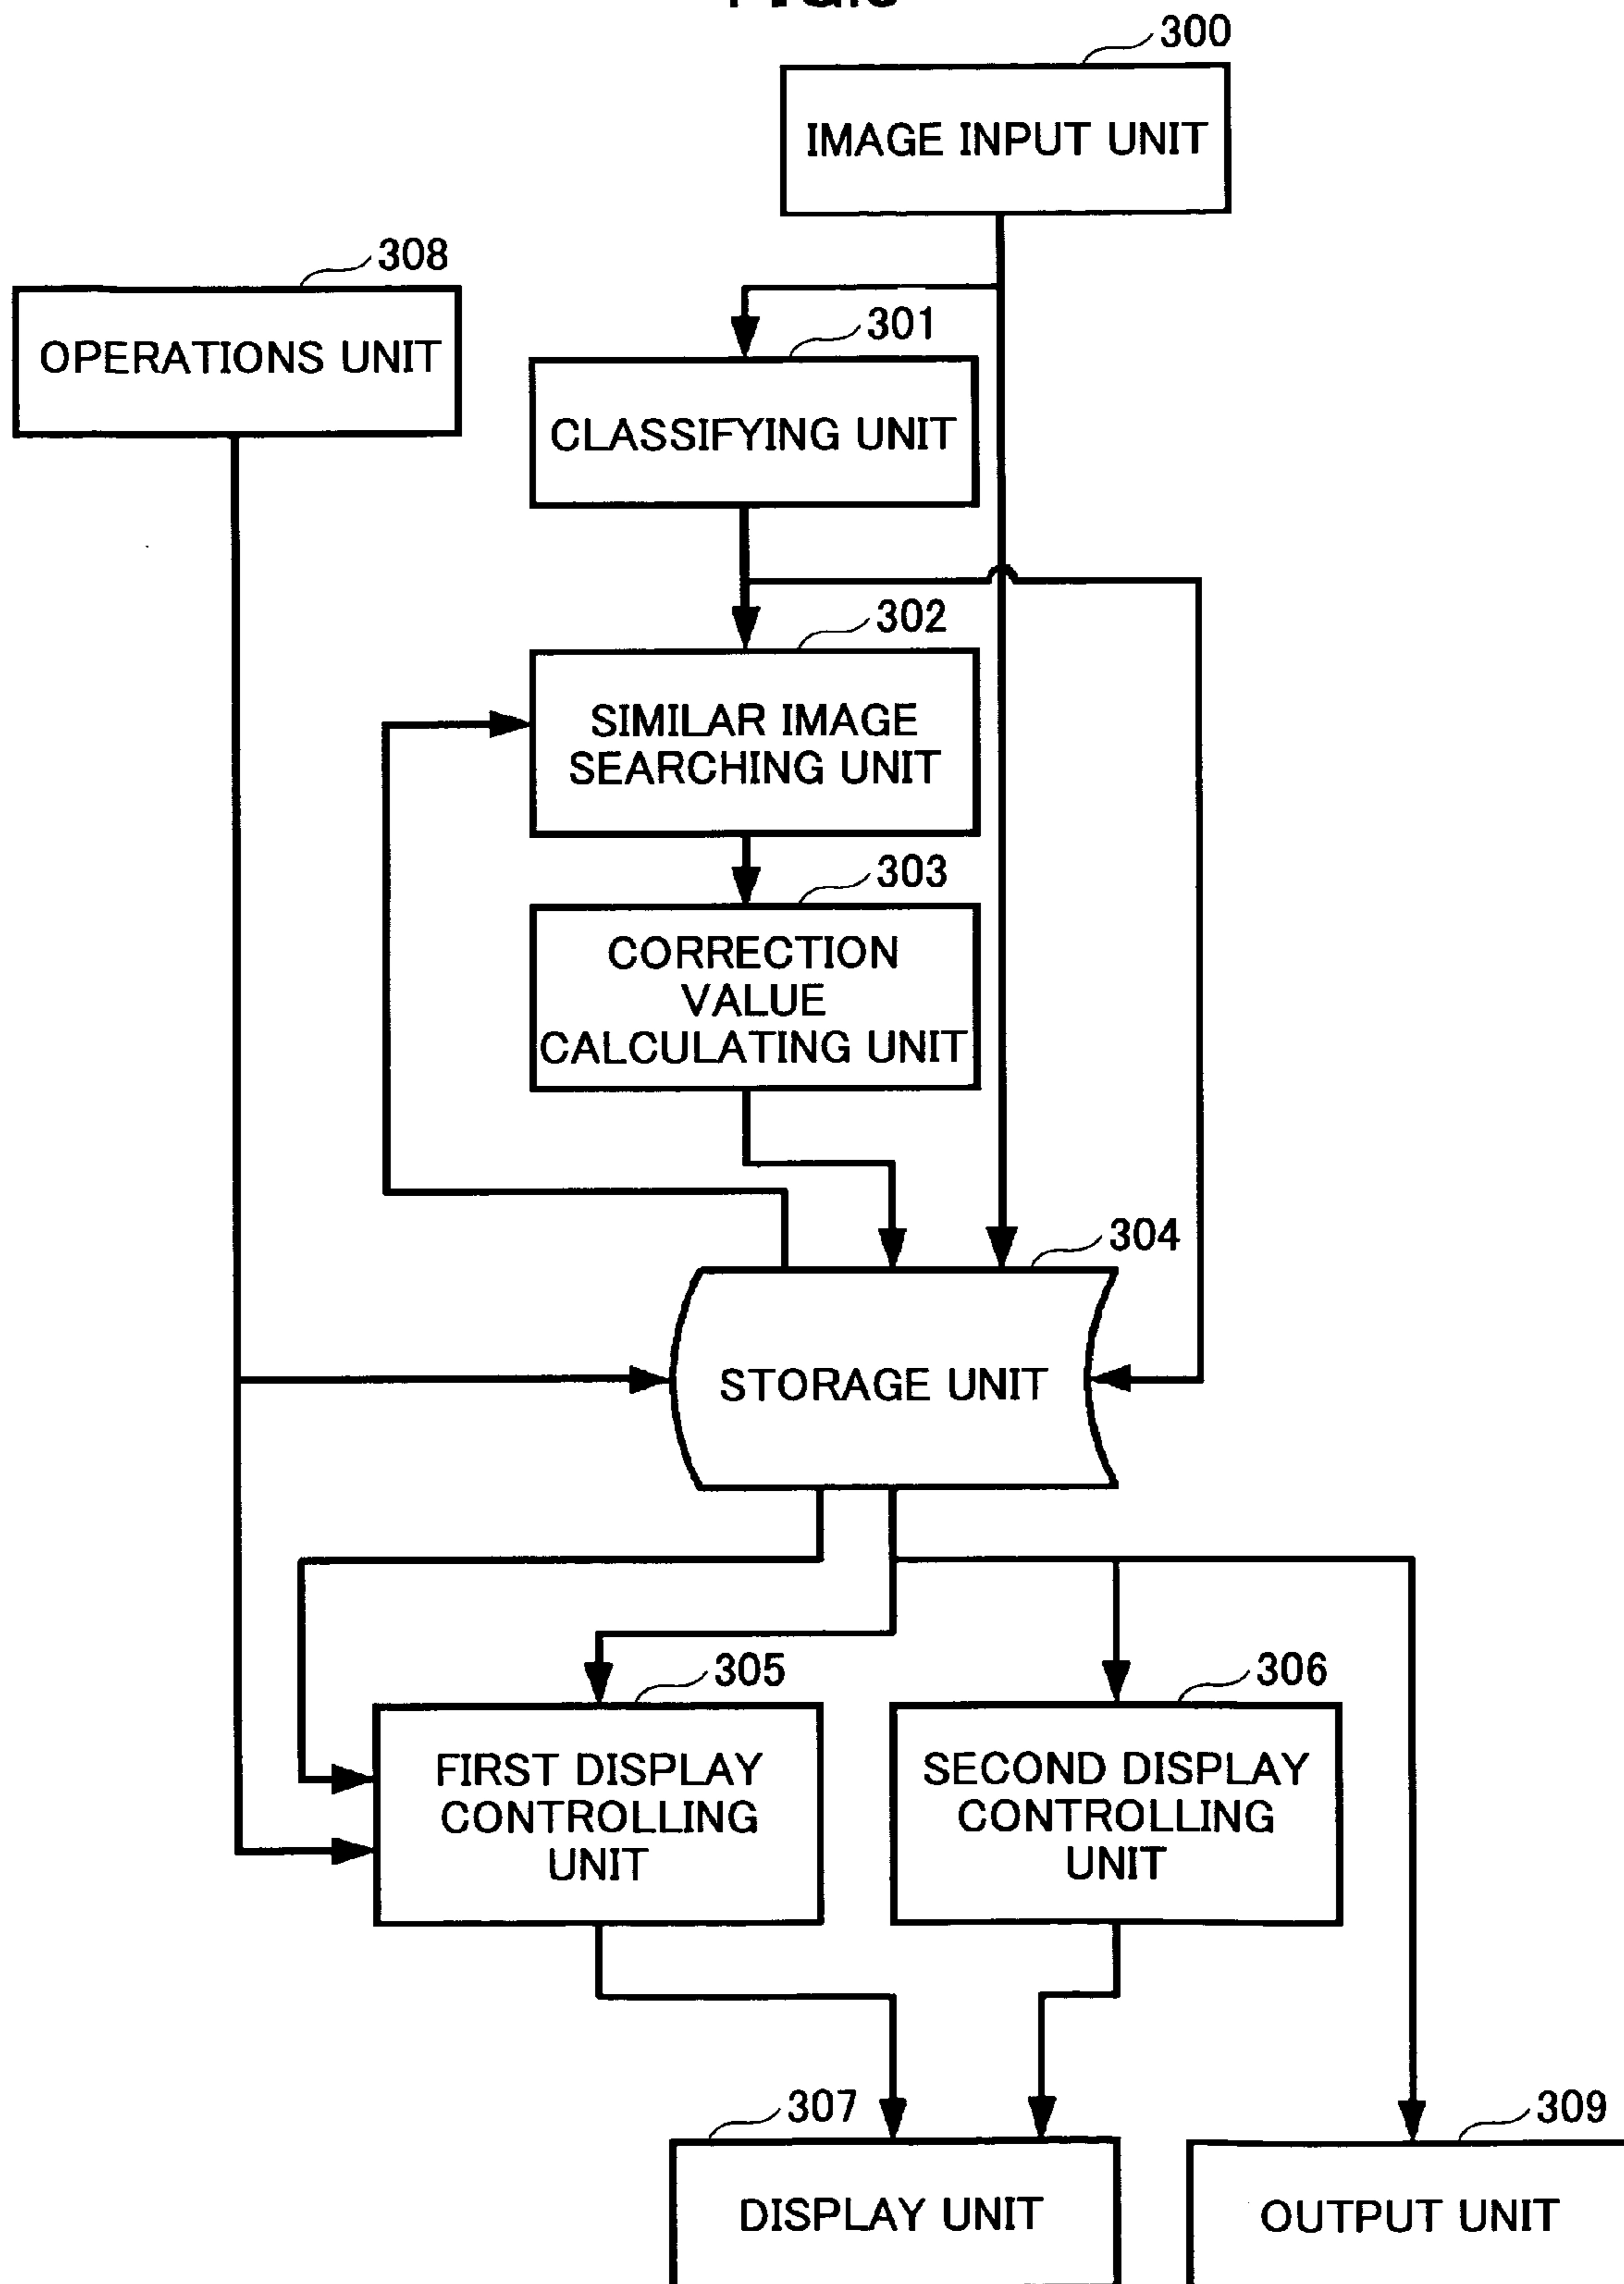 300
IMAGE INPUT UNIT
308
OPERATIONS UNIT
301
CLASSIFYING UNIT
302
SIMILAR IMAGE
SEARCHING UNIT
303
CORRECTION
VALUE
CALCULATING UNIT
304
STORAGE UNIT
305
FIRST DISPLAY
CONTROLLING
UNIT
306
SECOND DISPLAY
CONTROLLING
UNIT
307
DISPLAY UNIT
309
OUTPUT UNIT